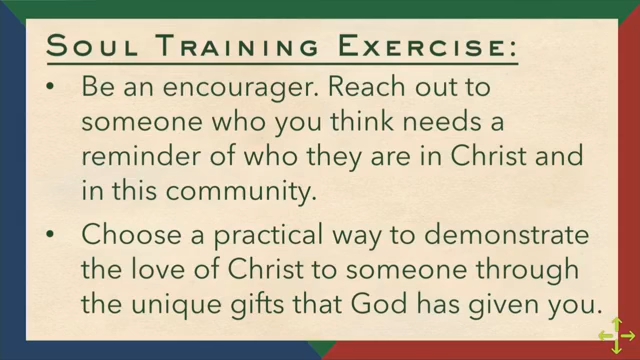 SOUL TRAINING EXERCISE:
• Be an encourager. Reach out to
someone who you think needs a
reminder of who they are in Christ and
in this community.
• Choose a practical way to demonstrate
the love of Christ to someone through
the unique gifts that God has given you.